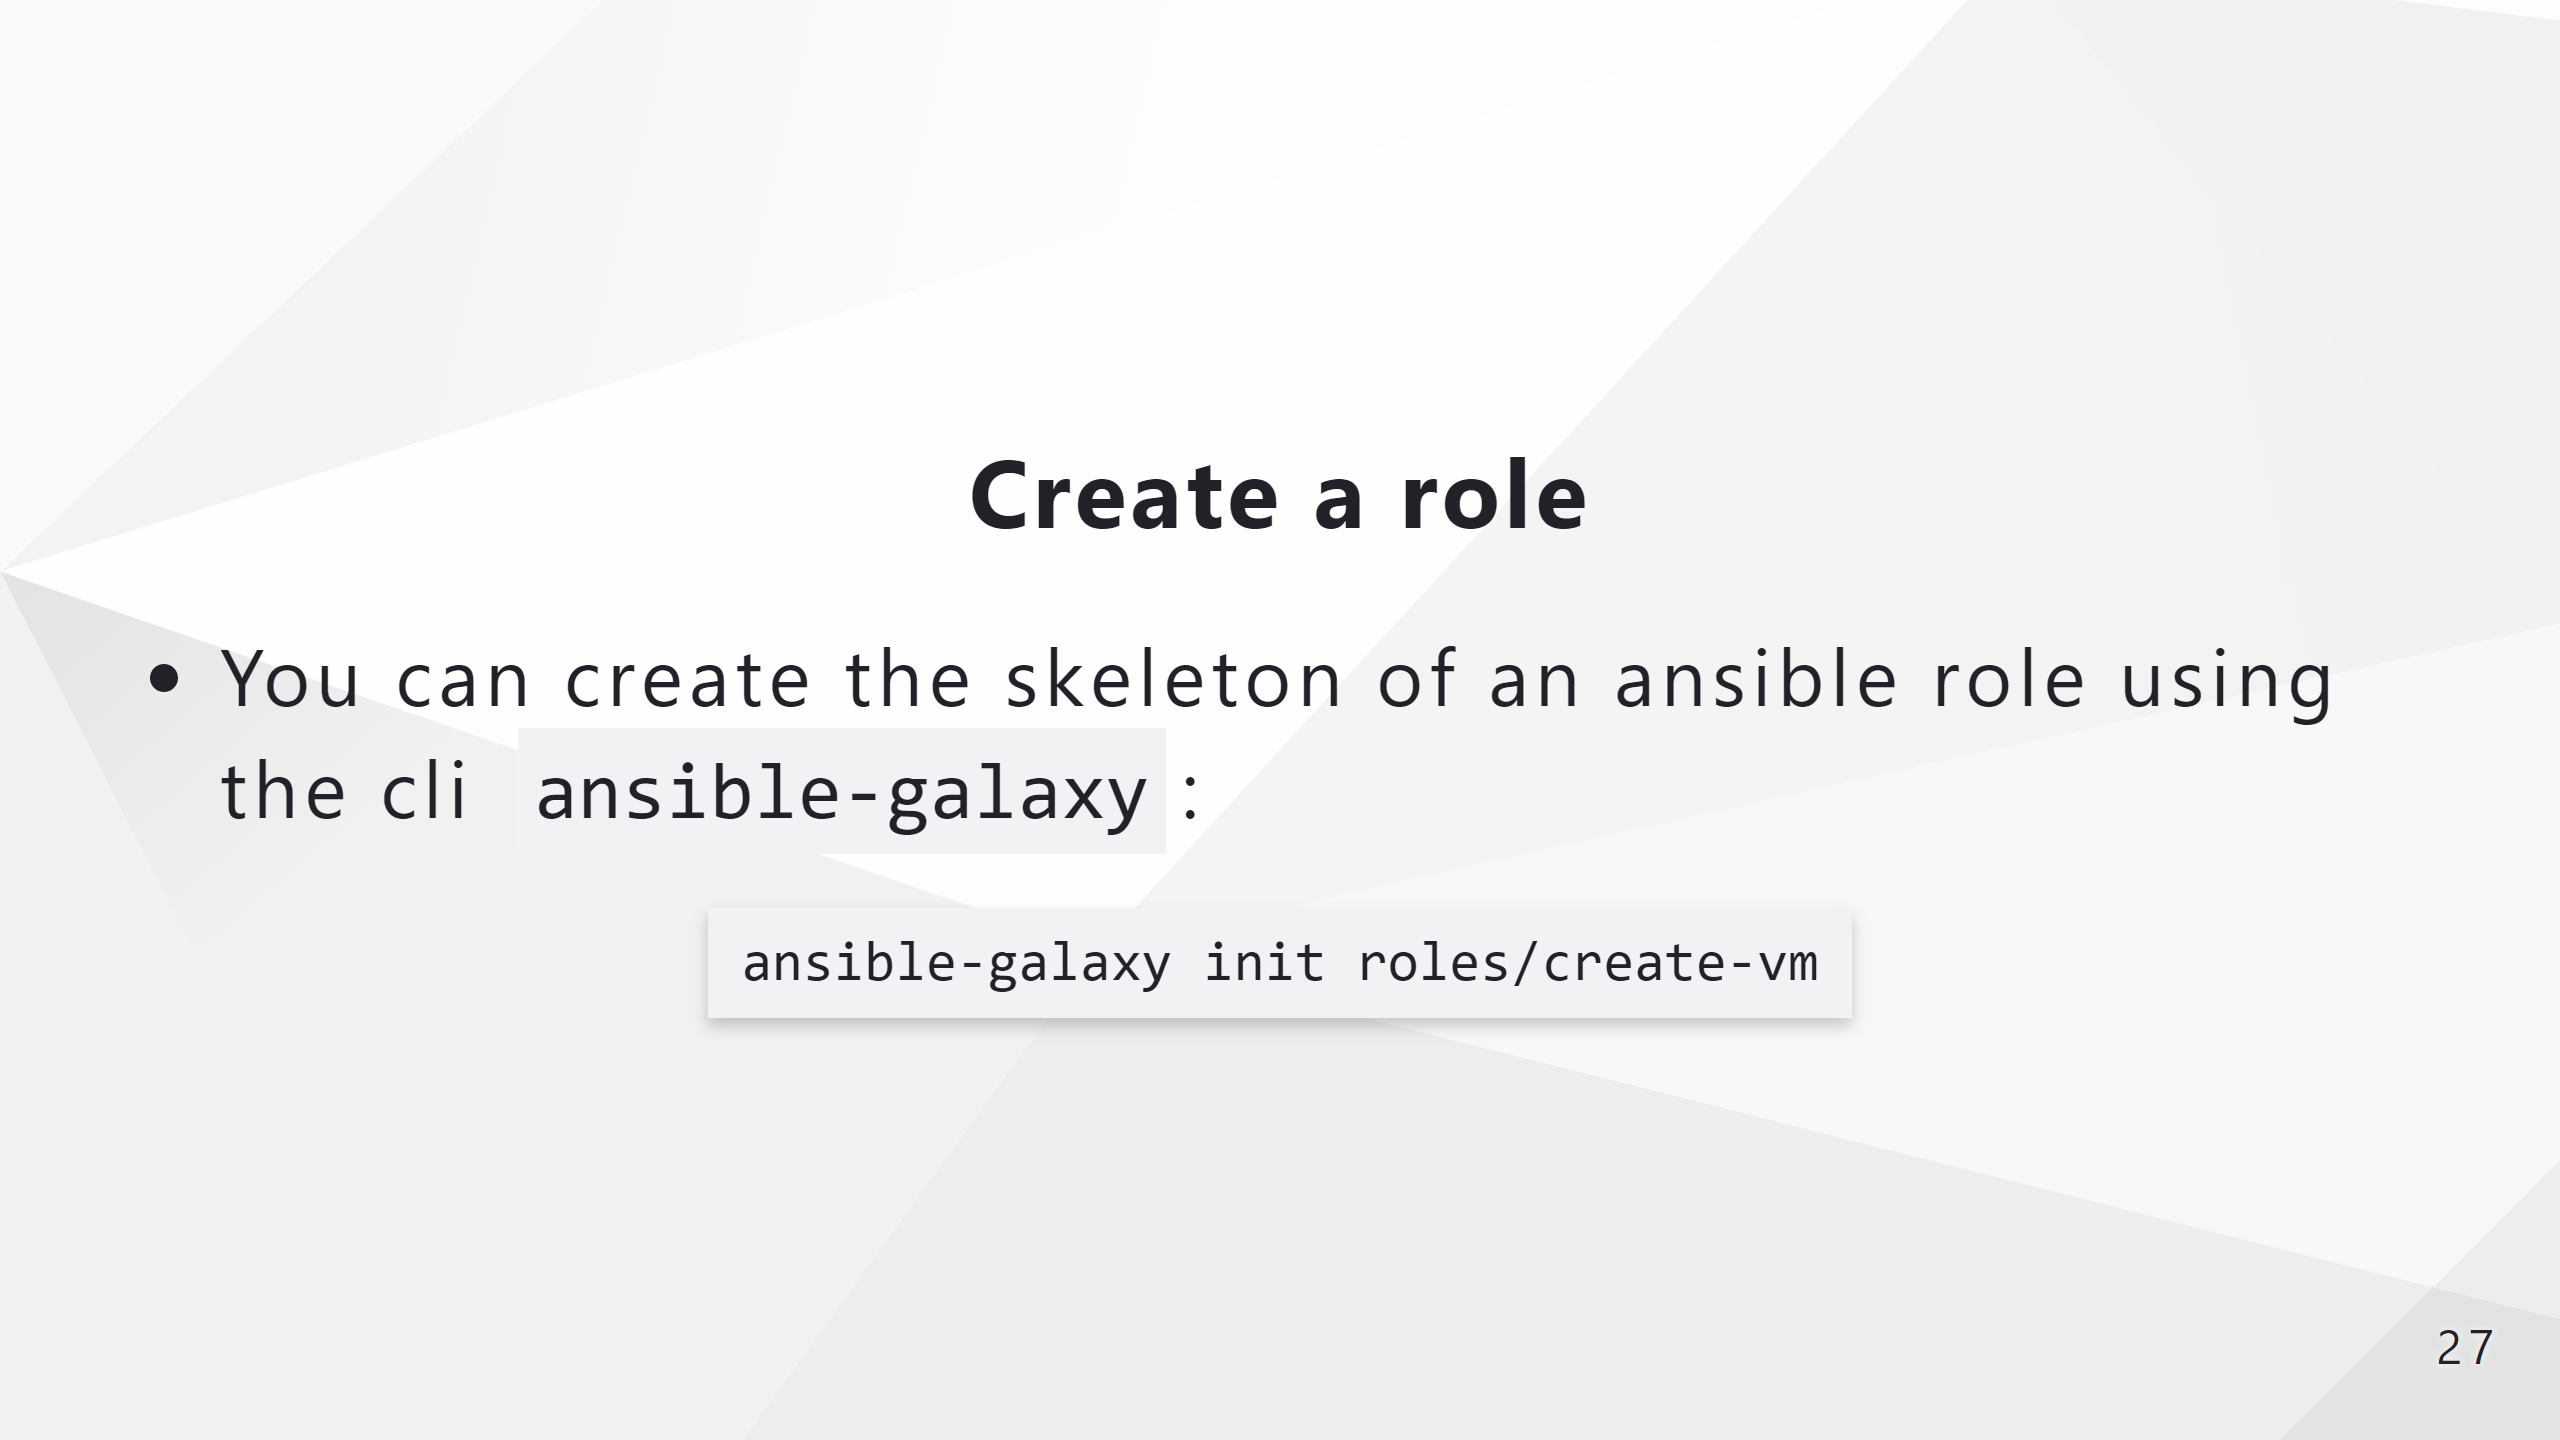 Create a role
• You can create the skeleton of an ansible role using
the cli ansible-galaxy :
ansible-galaxy init roles/create-vm
27